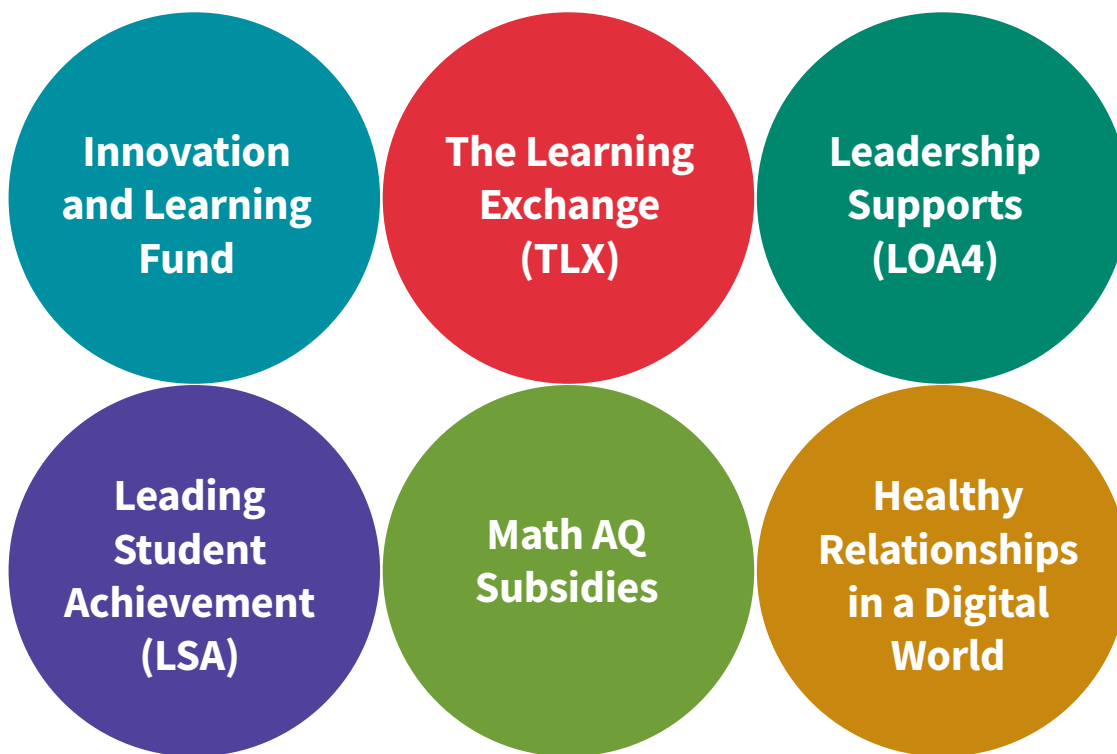 Innovation
and Learning
Fund
The Learning
Exchange
(TLX)
Leadership
Supports
(LOA4)
Leading
Student
Achievement
(LSA)
Math AQ
Subsidies
Healthy
Relationships
in a Digital
World